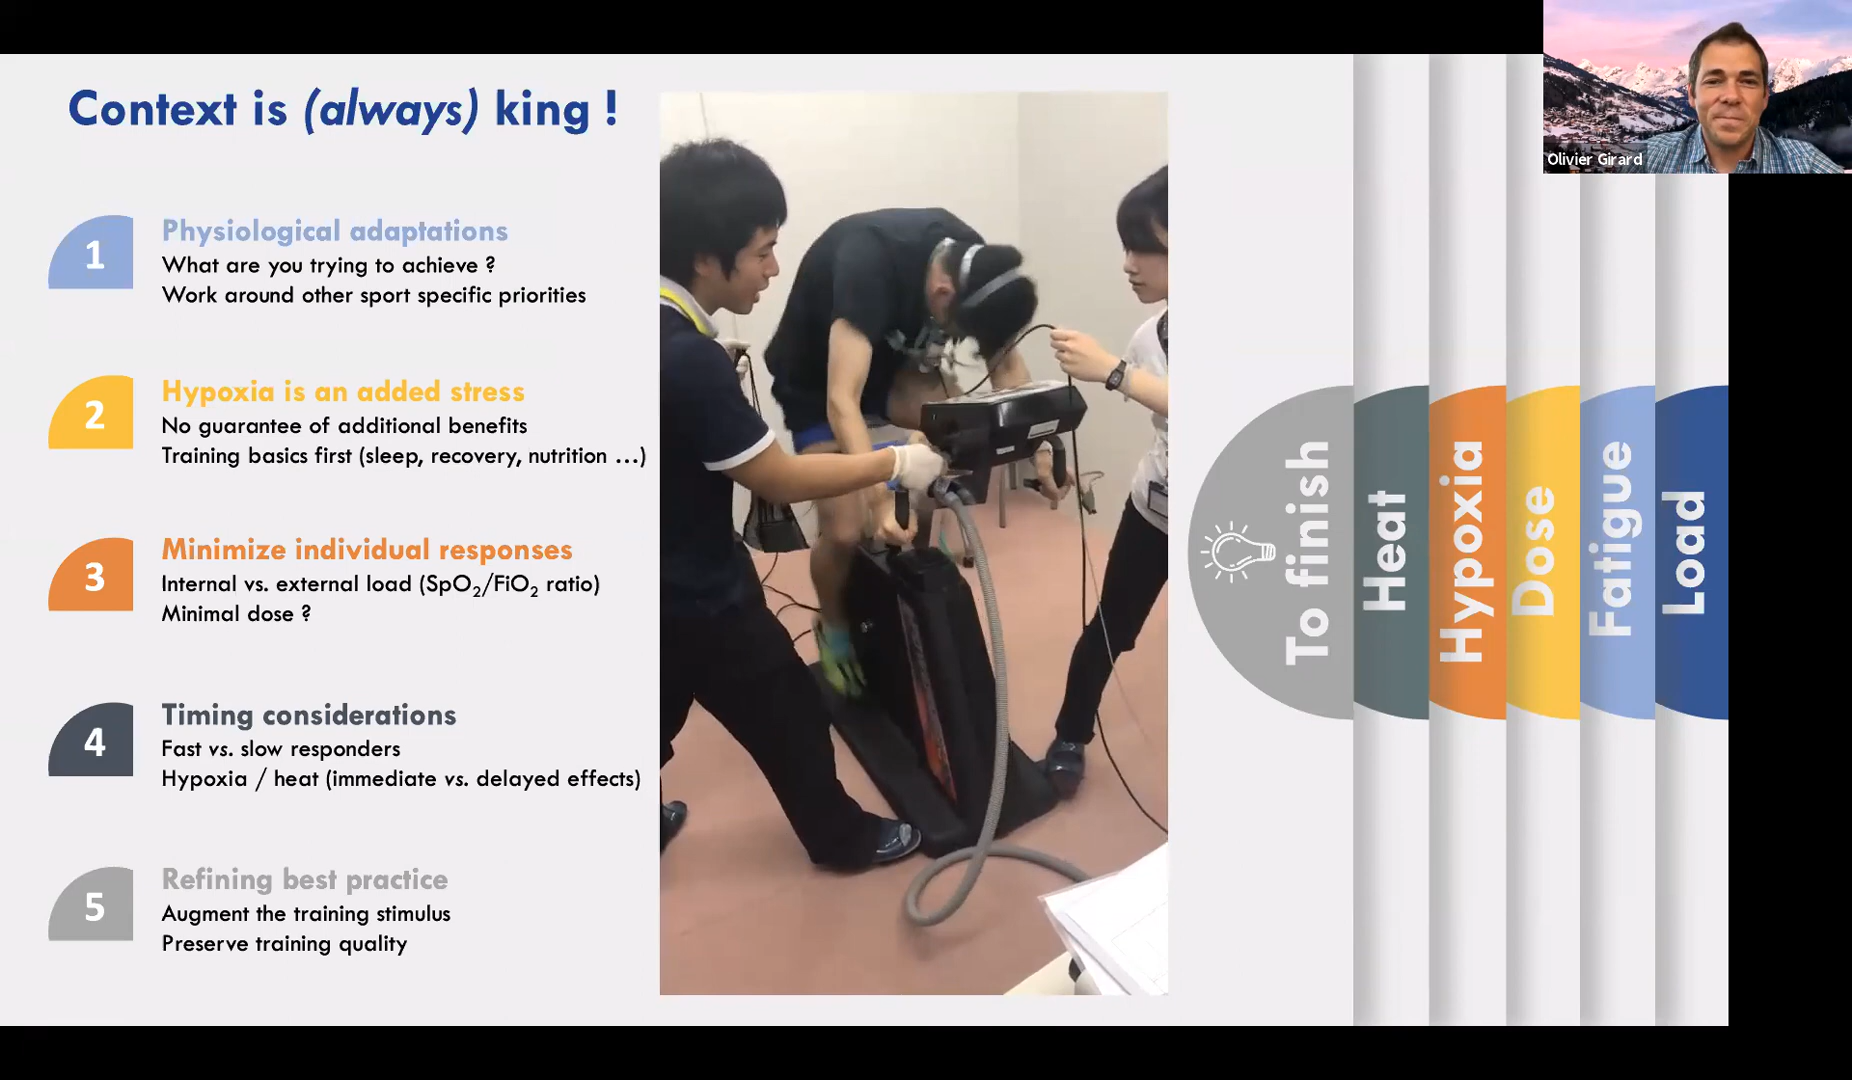 Context is (always) king !
1
Physiological adaptations
What are you trying to achieve ?
Work around other sport specific priorities
2
Hypoxia is an added stress
No guarantee of additional benefits
Training basics first (sleep, recovery, nutrition ...)
3
Minimize individual responses
Internal vs. external load (SpO₂/FiO₂ ratio)
Minimal dose ?
4
Timing considerations
Fast vs. slow responders
Hypoxia / heat (immediate vs. delayed effects)
5
Refining best practice
Augment the training stimulus
Preserve training quality
To finish
Heat
Hypoxia
Dose
Fatigue
Load
Olivier Girard